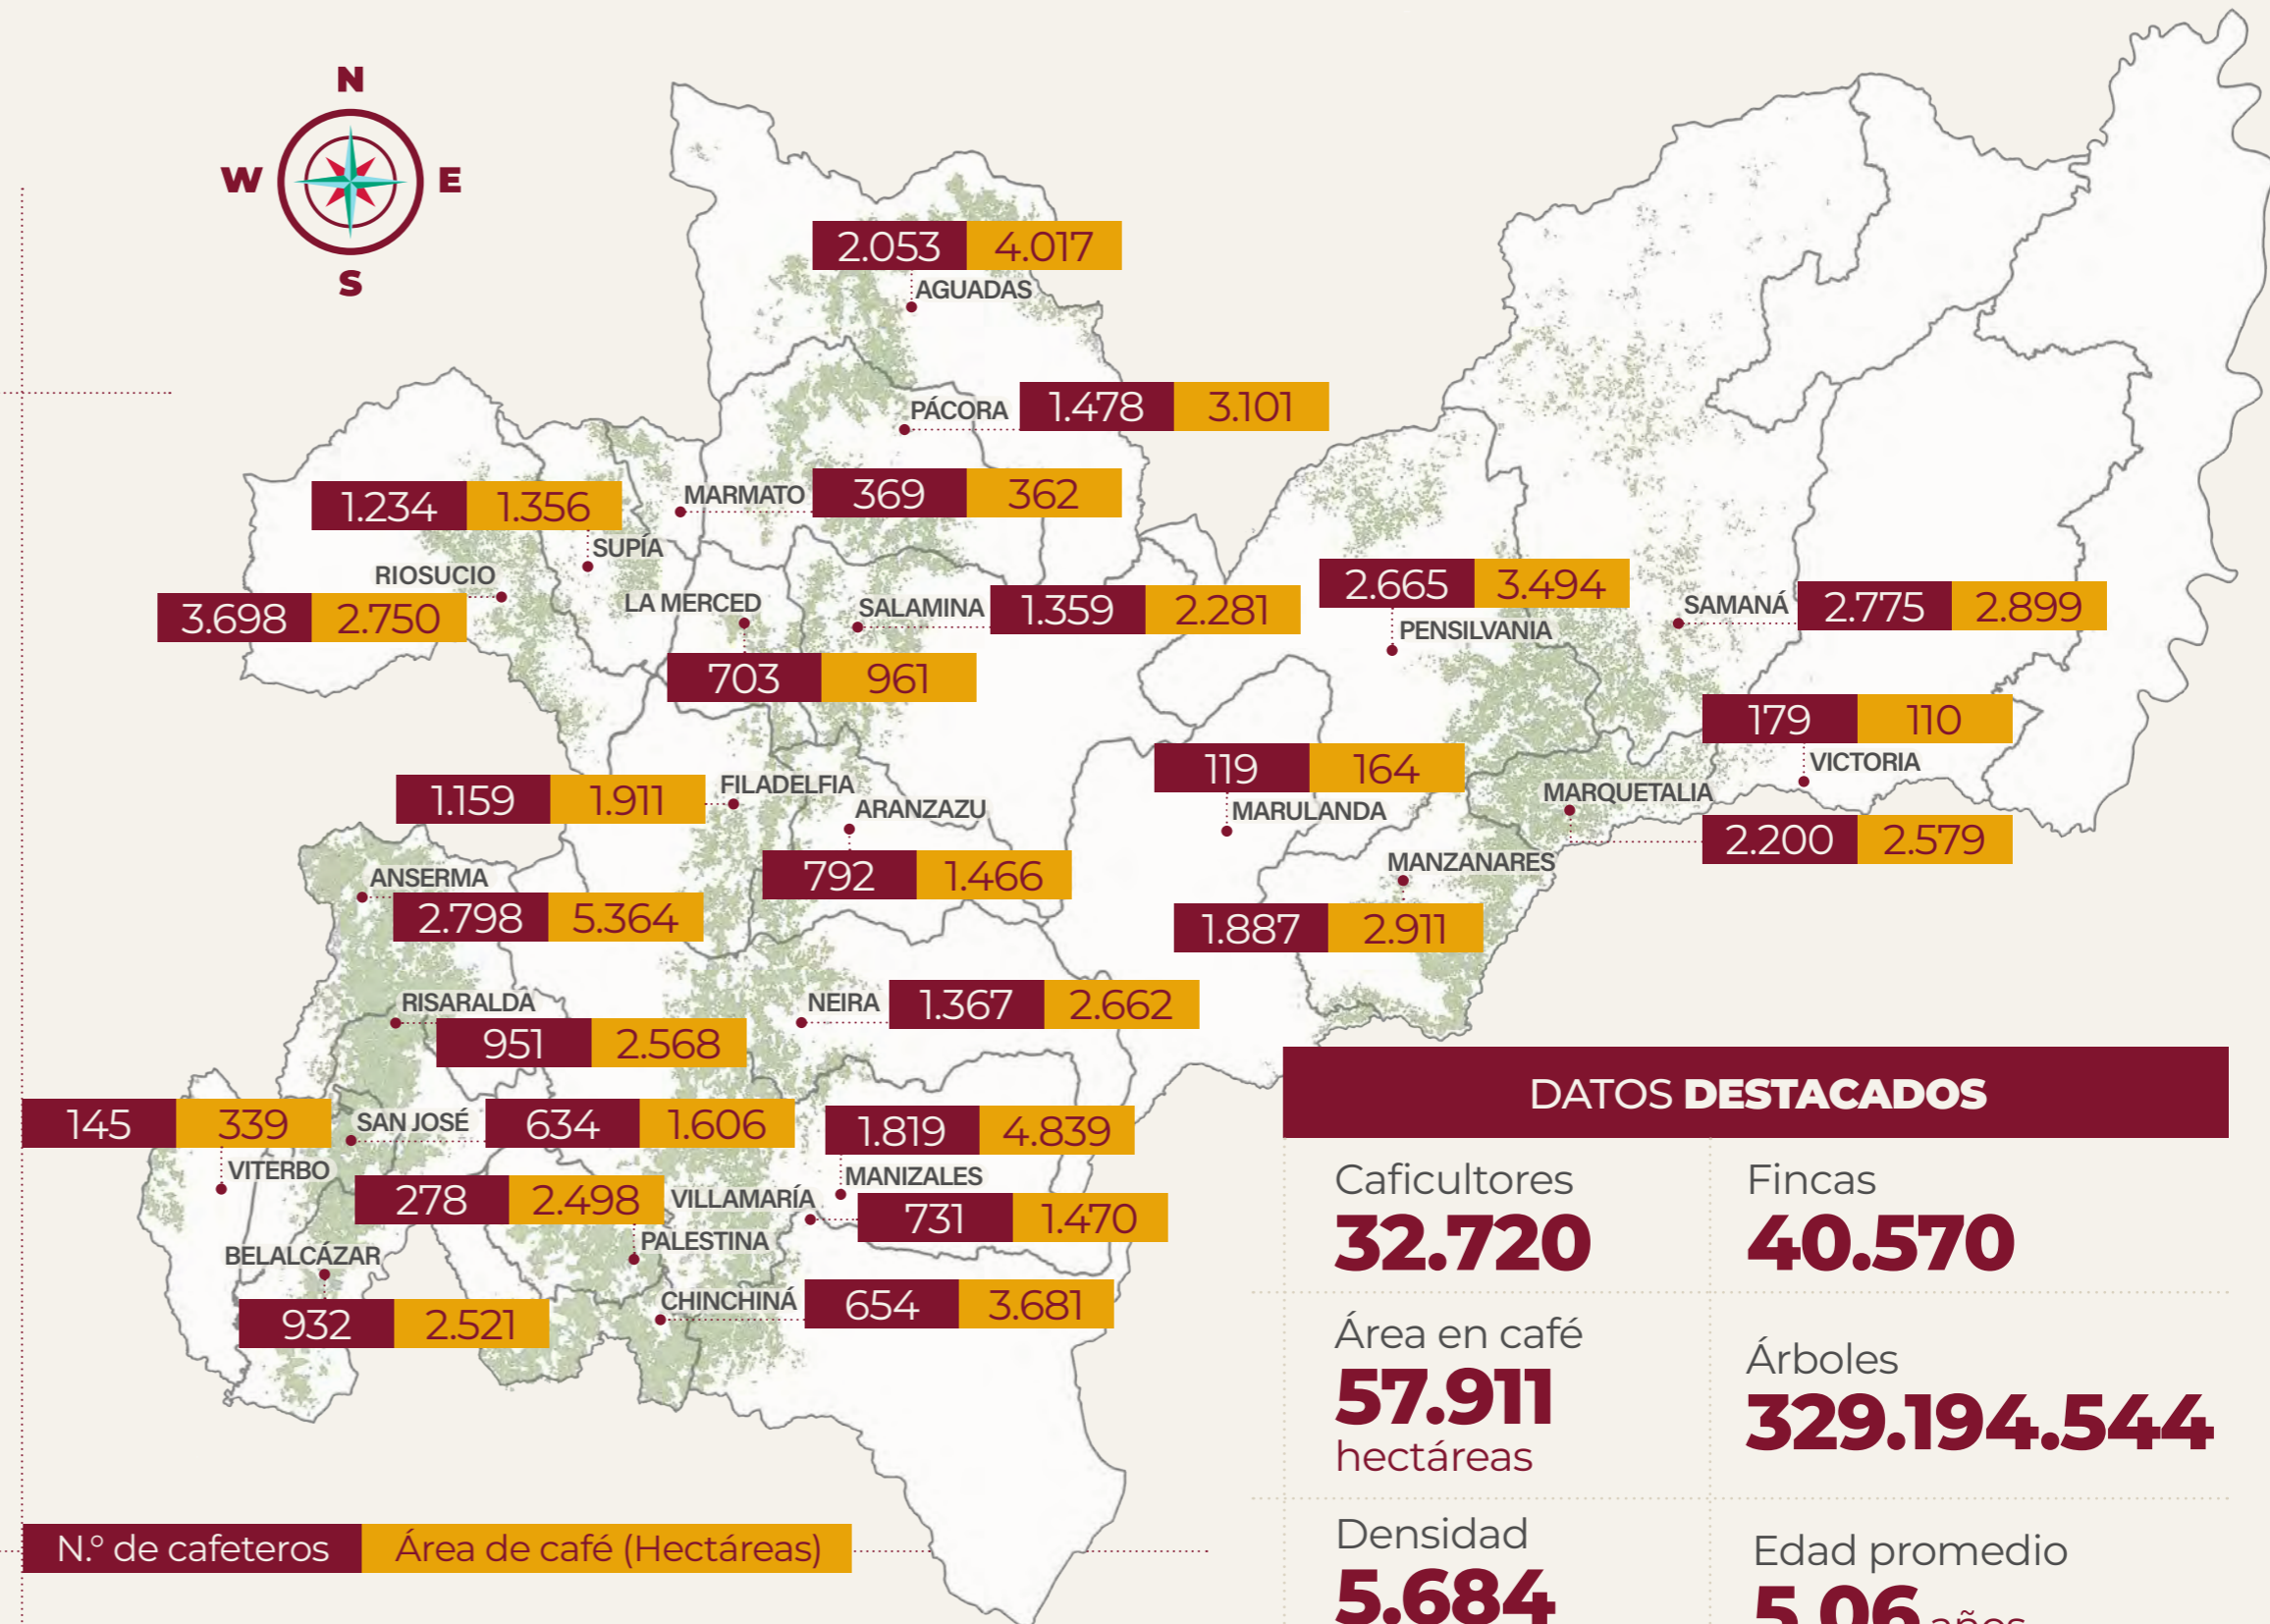 N
W E
S
2.053 4.017
AGUADAS
PÁCORA 1.478 3.101
MARMATO 369 362
1.234 1.356
SUPÍA
RIOSUCIO
3.698 2.750
LA MERCED
703 961
SALAMINA 1.359 2.281
2.665 3.494
PENSILVANIA
SAMANÁ 2.775 2.899
179 110
VICTORIA
119 164
MARULANDA
MARQUETALIA
2.200 2.579
1.159 1.911 FILADELFIA
ARANZAZU
792 1.466
MANZANARES
1.887 2.911
ANSERMA
2.798 5.364
RISARALDA
951 2.568
NEIRA 1.367 2.662
145 339
VITERBO
SAN JOSÉ 634 1.606
1.819 4.839
MANIZALES
278 2.498
PALESTINA
VILLAMARÍA 731 1.470
BELALCÁZAR
932 2.521
CHINCHINÁ 654 3.681
N.º de cafeteros Área de café (Hectáreas)
DATOS DESTACADOS
Caficultores
32.720
Fincas
40.570
Área en café
57.911
hectáreas
Árboles
329.194.544
Densidad
5.684
Edad promedio
5,06 años